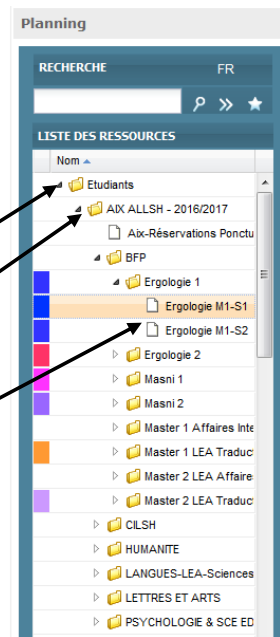 Planning
RECHERCHE FR
LISTE DES RESSOURCES
Nom
Etudiants
AIX ALLSH - 2016/2017
Aix-Réservations Ponctu
BFP
Ergologie 1
Ergologie M1-S1
Ergologie M1-S2
Ergologie 2
Masni 1
Masni 2
Master 1 Affaires Inte
Master 1 LEA Traduc
Master 2 LEA Affaire
Master 2 LEA Traduc
CILSH
HUMANITE
LANGUES-LEA-Sciences
LETTRES ET ARTS
PSYCHOLOGIE & SCE ED